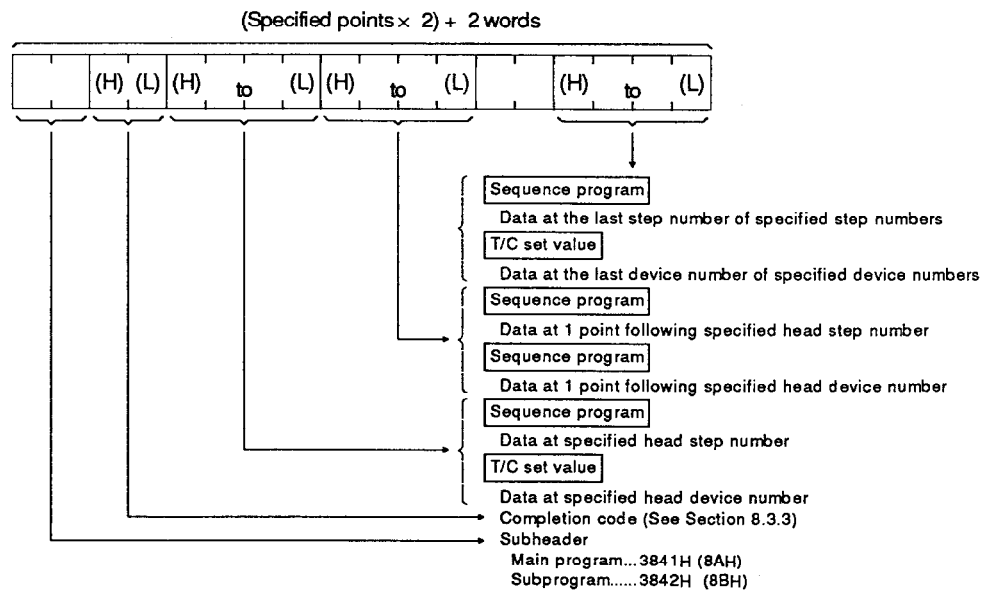 (Specified points × 2) + 2 words
(H) (L) (H) to (L) (H) to (L) (H) to (L)
Sequence program
Data at the last step number of specified step numbers
T/C set value
Data at the last device number of specified device numbers
Sequence program
Data at 1 point following specified head step number
Sequence program
Data at 1 point following specified head device number
Sequence program
Data at specified head step number
T/C set value
Data at specified head device number
Completion code (See Section 8.3.3)
Subheader
Main program...3841H (8AH)
Subprogram......3842H (8BH)